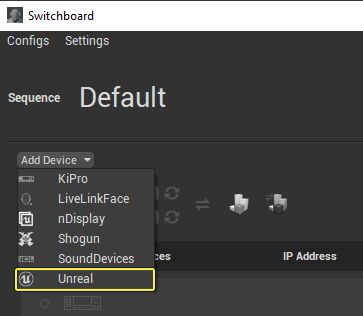 Switchboard
Configs Settings
Sequence Default
Add Device
KiPro
LiveLinkFace
nDisplay
Shogun
SoundDevices
Unreal
ces IP Address